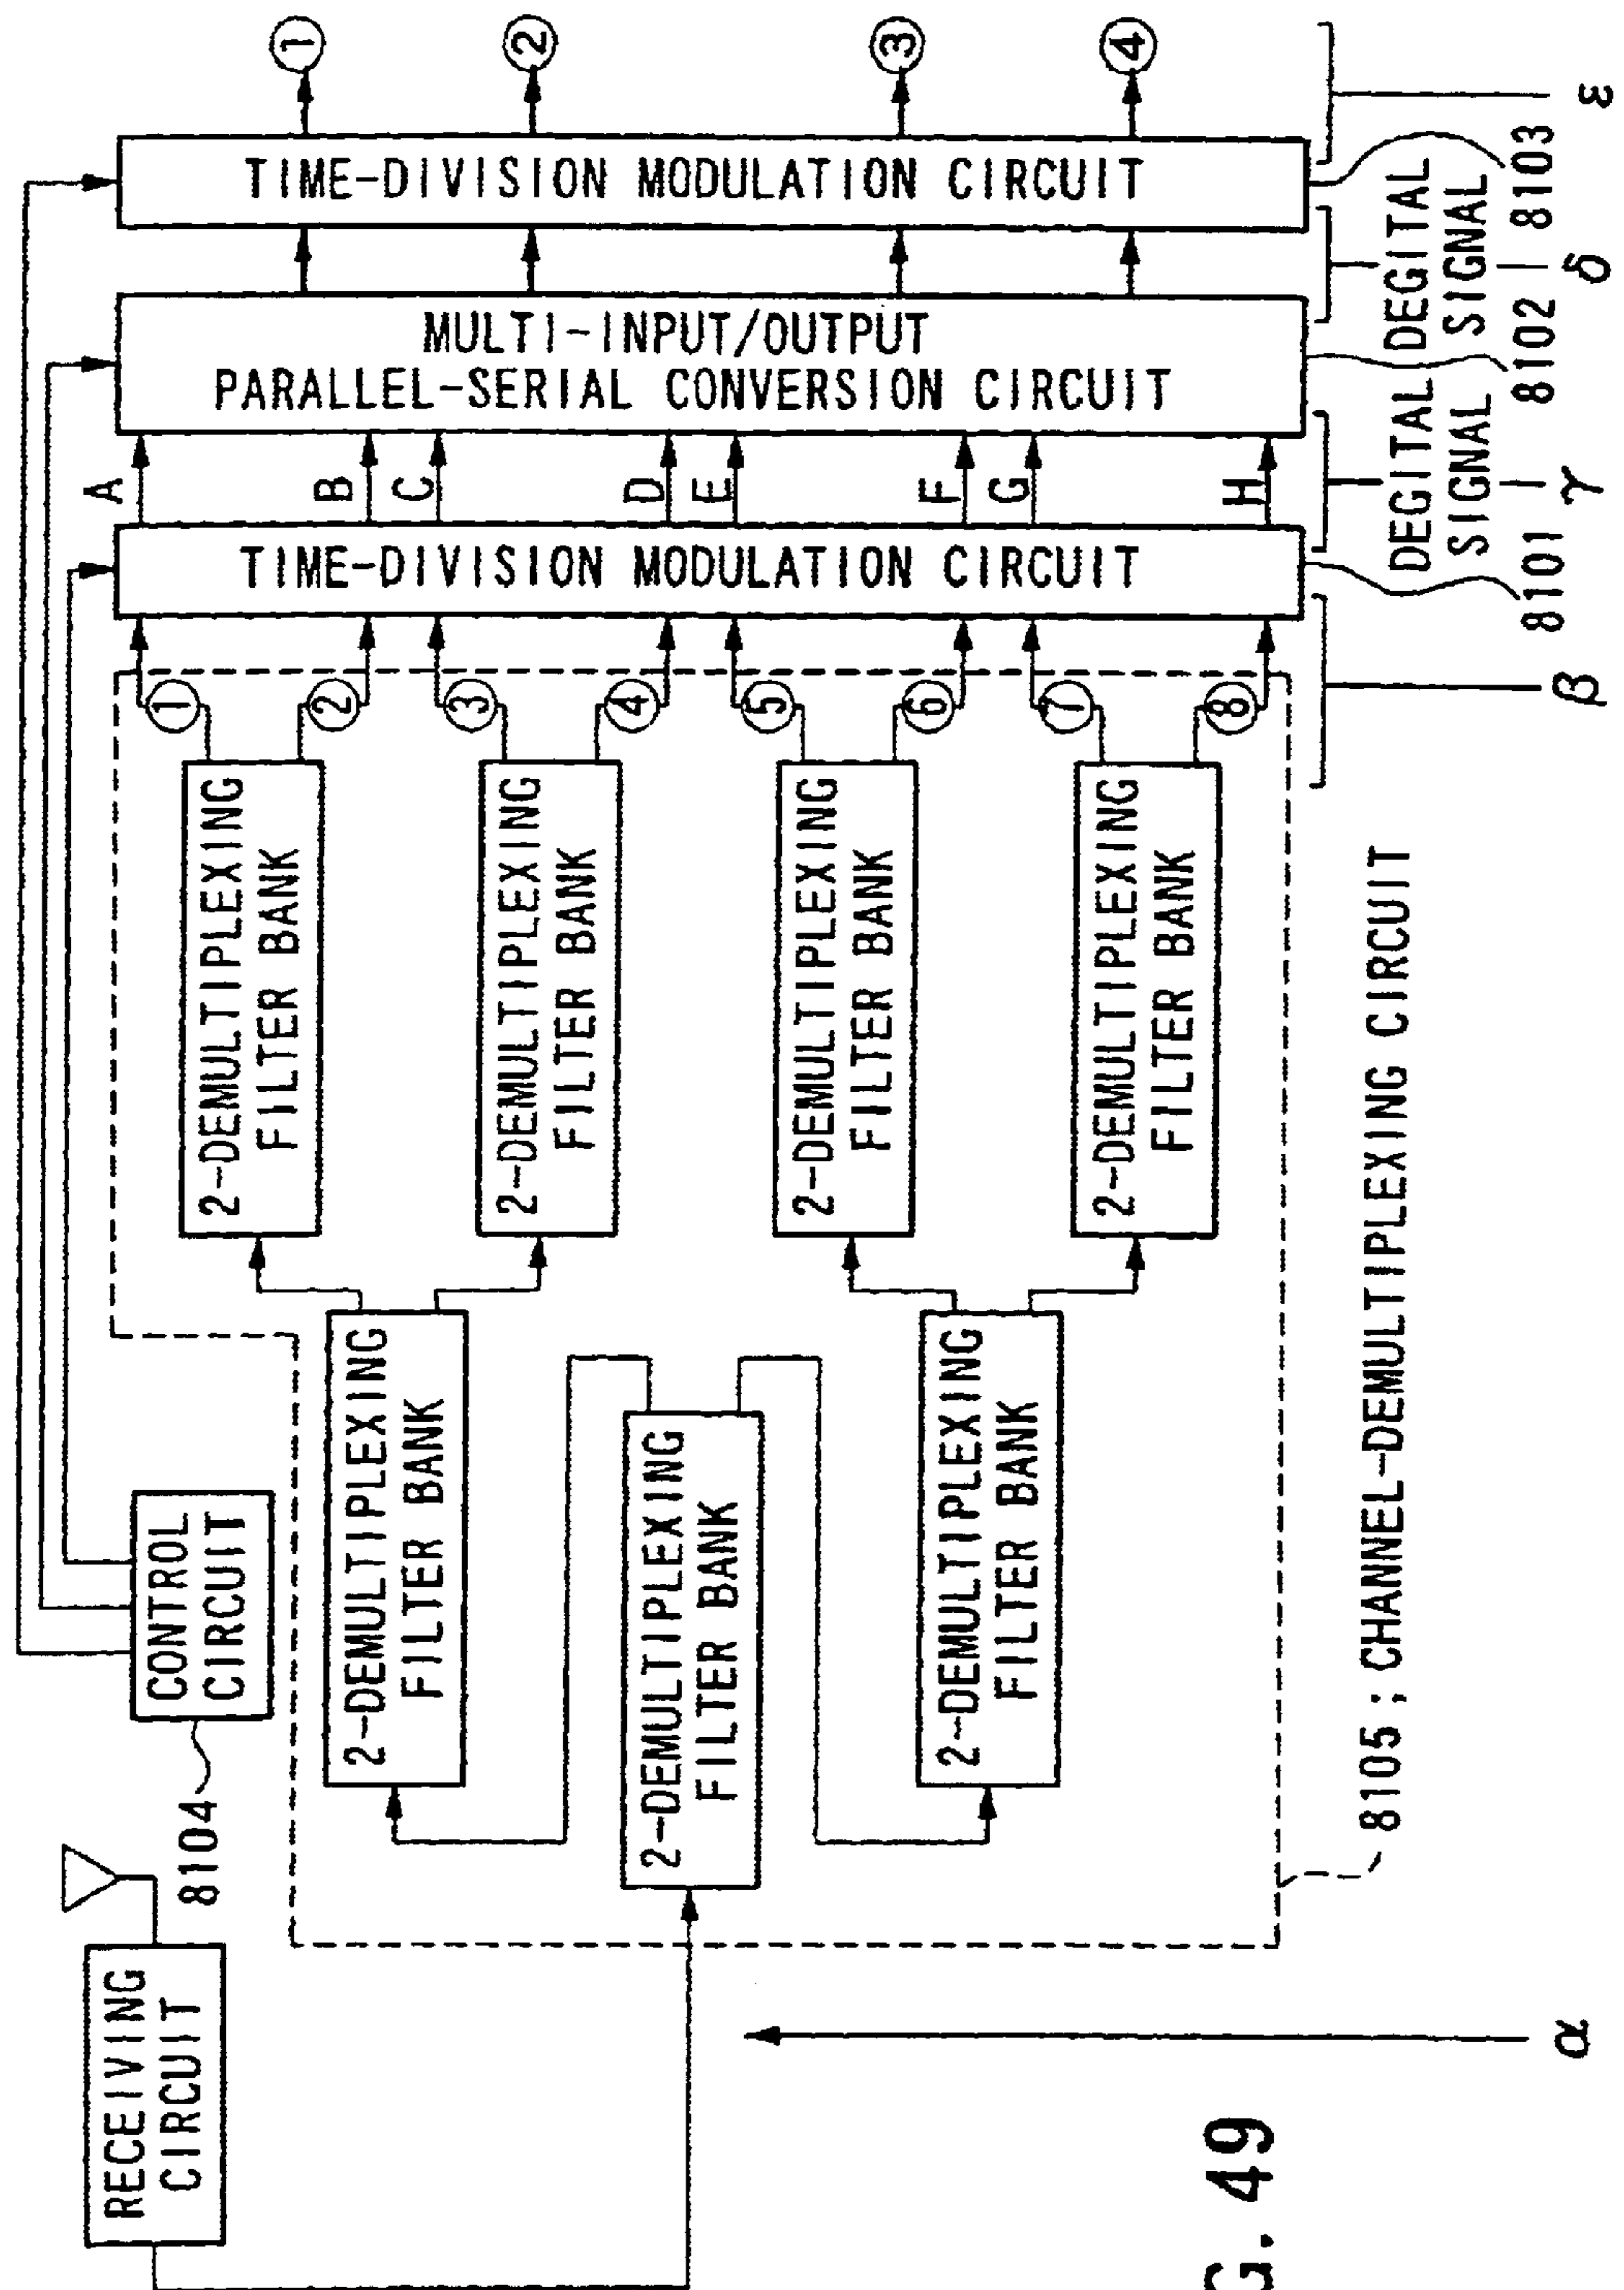 RECEIVING
CIRCUIT
8104
CONTROL
CIRCUIT
2-DEMULTIPLEXING
FILTER BANK
2-DEMULTIPLEXING
FILTER BANK
2-DEMULTIPLEXING
FILTER BANK
2-DEMULTIPLEXING
FILTER BANK
2-DEMULTIPLEXING
FILTER BANK
2-DEMULTIPLEXING
FILTER BANK
2-DEMULTIPLEXING
FILTER BANK
①
②
③
④
⑤
⑥
⑦
⑧
TIME-DIVISION MODULATION CIRCUIT
A
B
C
D
E
F
G
H
MULTI-INPUT/OUTPUT
PARALLEL-SERIAL CONVERSION CIRCUIT
TIME-DIVISION MODULATION CIRCUIT
①
②
③
④
8105 ; CHANNEL-DEMULTIPLEXING CIRCUIT
(DEGITAL
SIGNAL
(DEGITAL
SIGNAL
8101
8102
8103
α
β
γ
δ
ε
G. 49